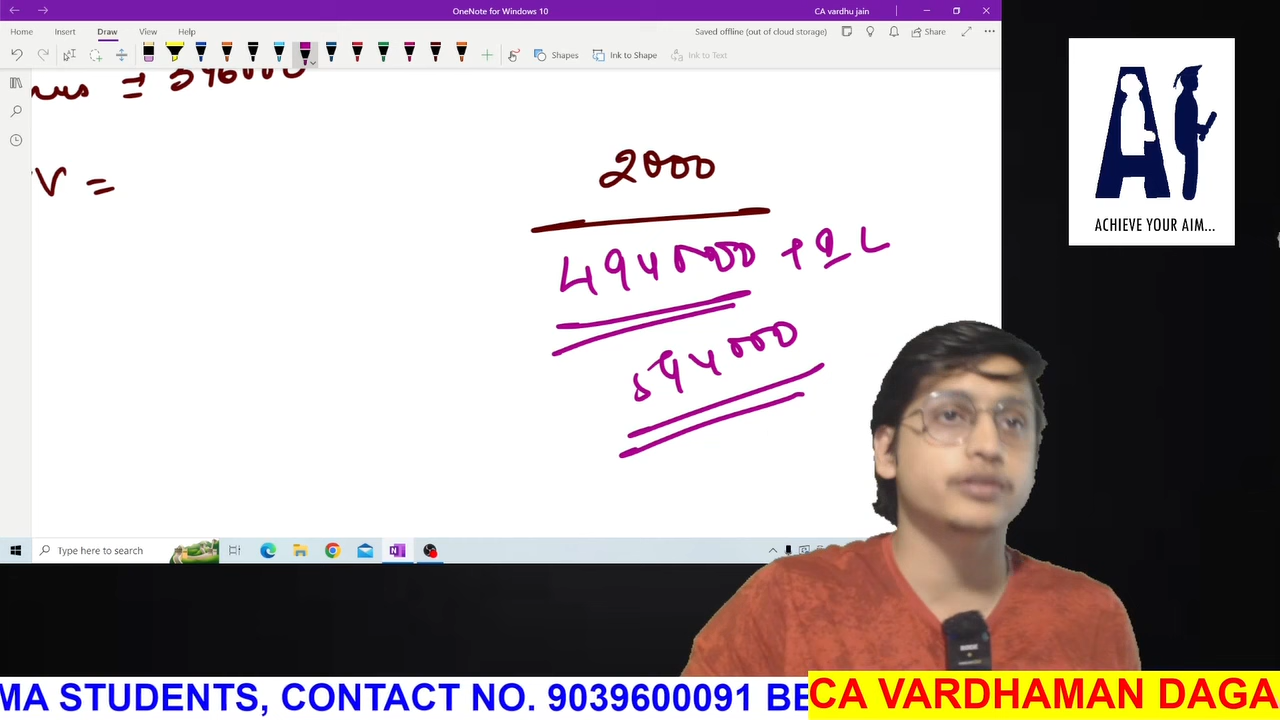 OneNote for Windows 10
CA vardhu jain
Home Insert Draw View Help
Saved offline (out of cloud storage)
Share
Shapes
Ink to Shape
Ink to Text
= 546000
V =
2000
494000 + 1 L
594000
ACHIEVE YOUR AIM...
Type here to search
MA STUDENTS, CONTACT NO. 9039600091 BE
CA VARDHAMAN DAGA